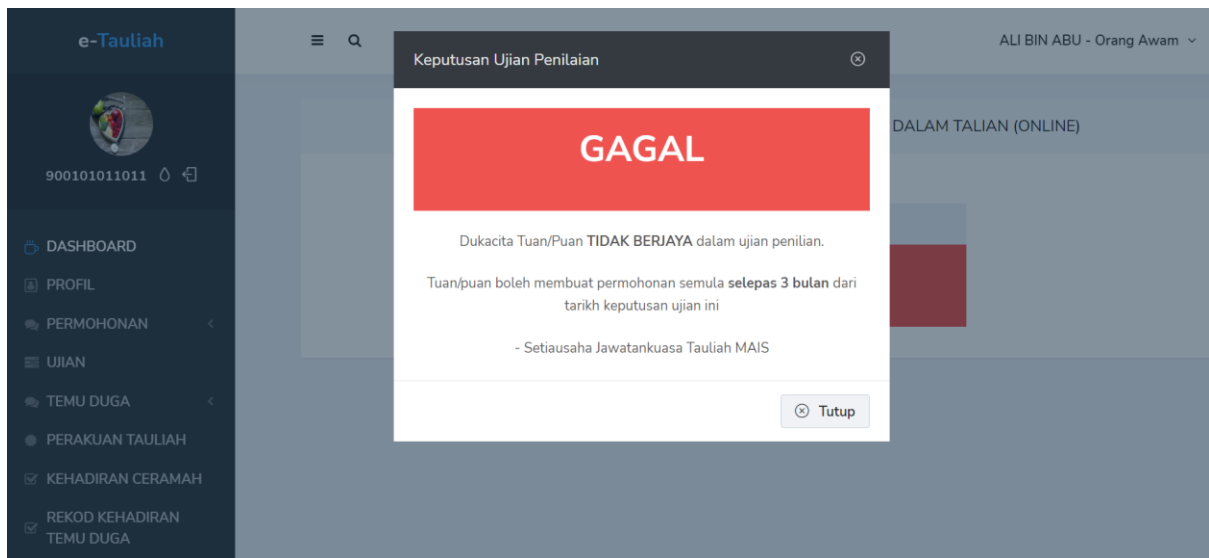 e-Tauliah
ALI BIN ABU - Orang Awam
900101011011
DASHBOARD
PROFIL
PERMOHONAN
UJIAN
TEMU DUGA
PERAKUAN TAULIAH
KEHADIRAN CERAMAH
REKOD KEHADIRAN
TEMU DUGA
DALAM TALIAN (ONLINE)
Keputusan Ujian Penilaian
GAGAL
Dukacita Tuan/Puan TIDAK BERJAYA dalam ujian penilian.
Tuan/puan boleh membuat permohonan semula selepas 3 bulan dari
tarikh keputusan ujian ini
- Setiausaha Jawatankuasa Tauliah MAIS
Tutup